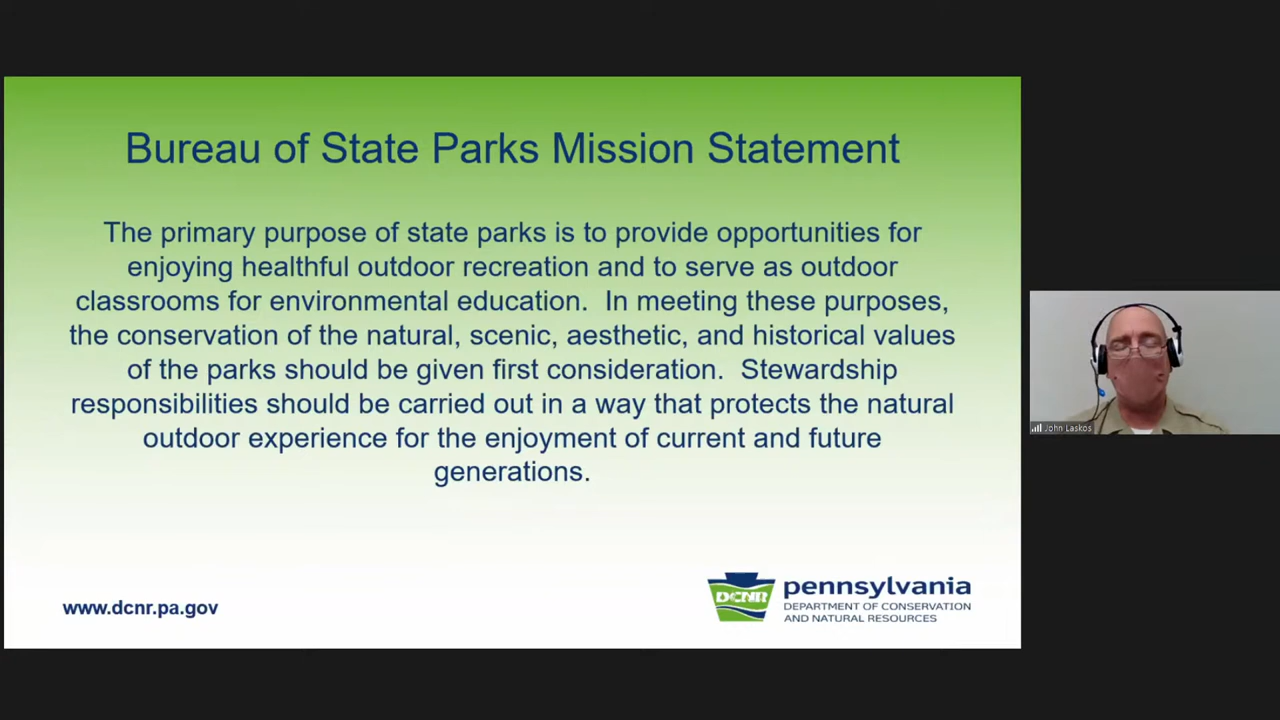 Bureau of State Parks Mission Statement
The primary purpose of state parks is to provide opportunities for
enjoying healthful outdoor recreation and to serve as outdoor
classrooms for environmental education.  In meeting these purposes,
the conservation of the natural, scenic, aesthetic, and historical values
of the parks should be given first consideration.  Stewardship
responsibilities should be carried out in a way that protects the natural
outdoor experience for the enjoyment of current and future
generations.
www.dcnr.pa.gov
DCNR
pennsylvania
DEPARTMENT OF CONSERVATION
AND NATURAL RESOURCES
John Laskos